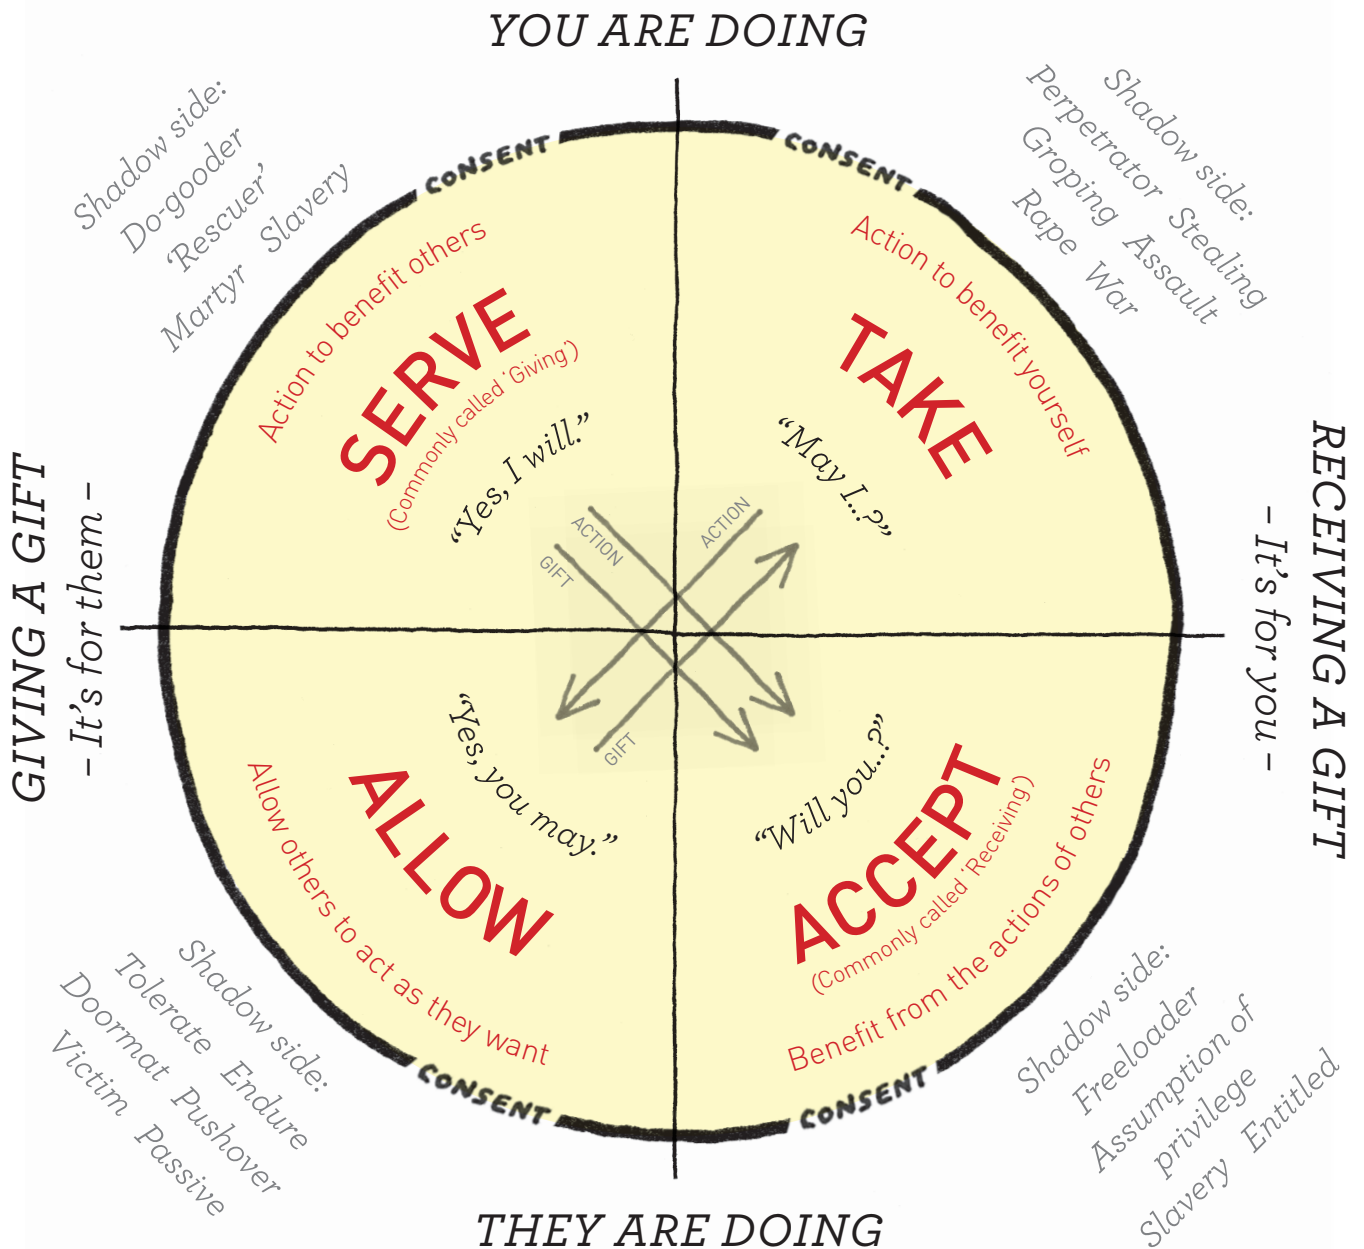 YOU ARE DOING
Shadow side:
Do-gooder
‘Rescuer’
Martyr Slavery
Shadow side:
Perpetrator Stealing
Groping Assault
Rape War
CONSENT
CONSENT
Action to benefit others
SERVE
(Commonly called ‘Giving’)
“Yes, I will.”
Action to benefit yourself
TAKE
“May I...?”
GIVING A GIFT
– It’s for them –
RECEIVING A GIFT
– It’s for you –
ACTION
GIFT
ACTION
GIFT
“Yes, you may.”
ALLOW
Allow others to act as they want
“Will you...?”
ACCEPT
(Commonly called ‘Receiving’)
Benefit from the actions of others
CONSENT
CONSENT
Shadow side:
Tolerate Endure
Doormat Pushover
Victim Passive
Shadow side:
Freeloader
Assumption of
privilege
Slavery Entitled
THEY ARE DOING